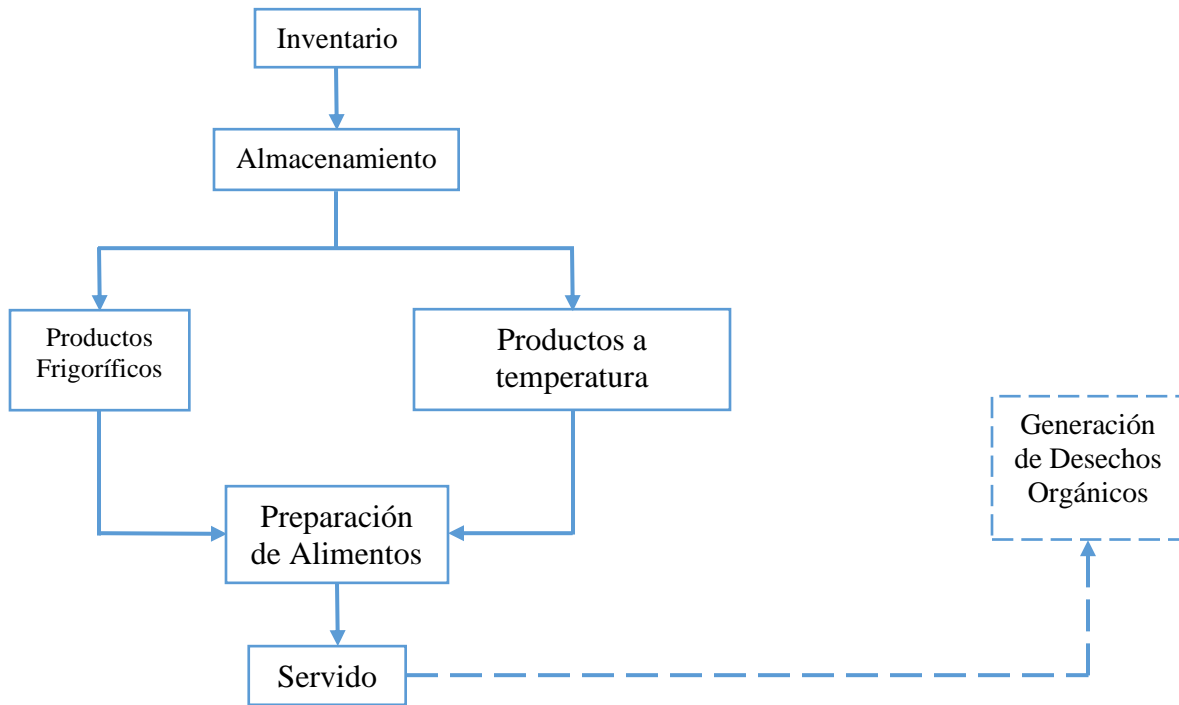 Inventario
Almacenamiento
Productos
Frigoríficos
Productos a
temperatura
Generación
de Desechos
Orgánicos
Preparación
de Alimentos
Servido